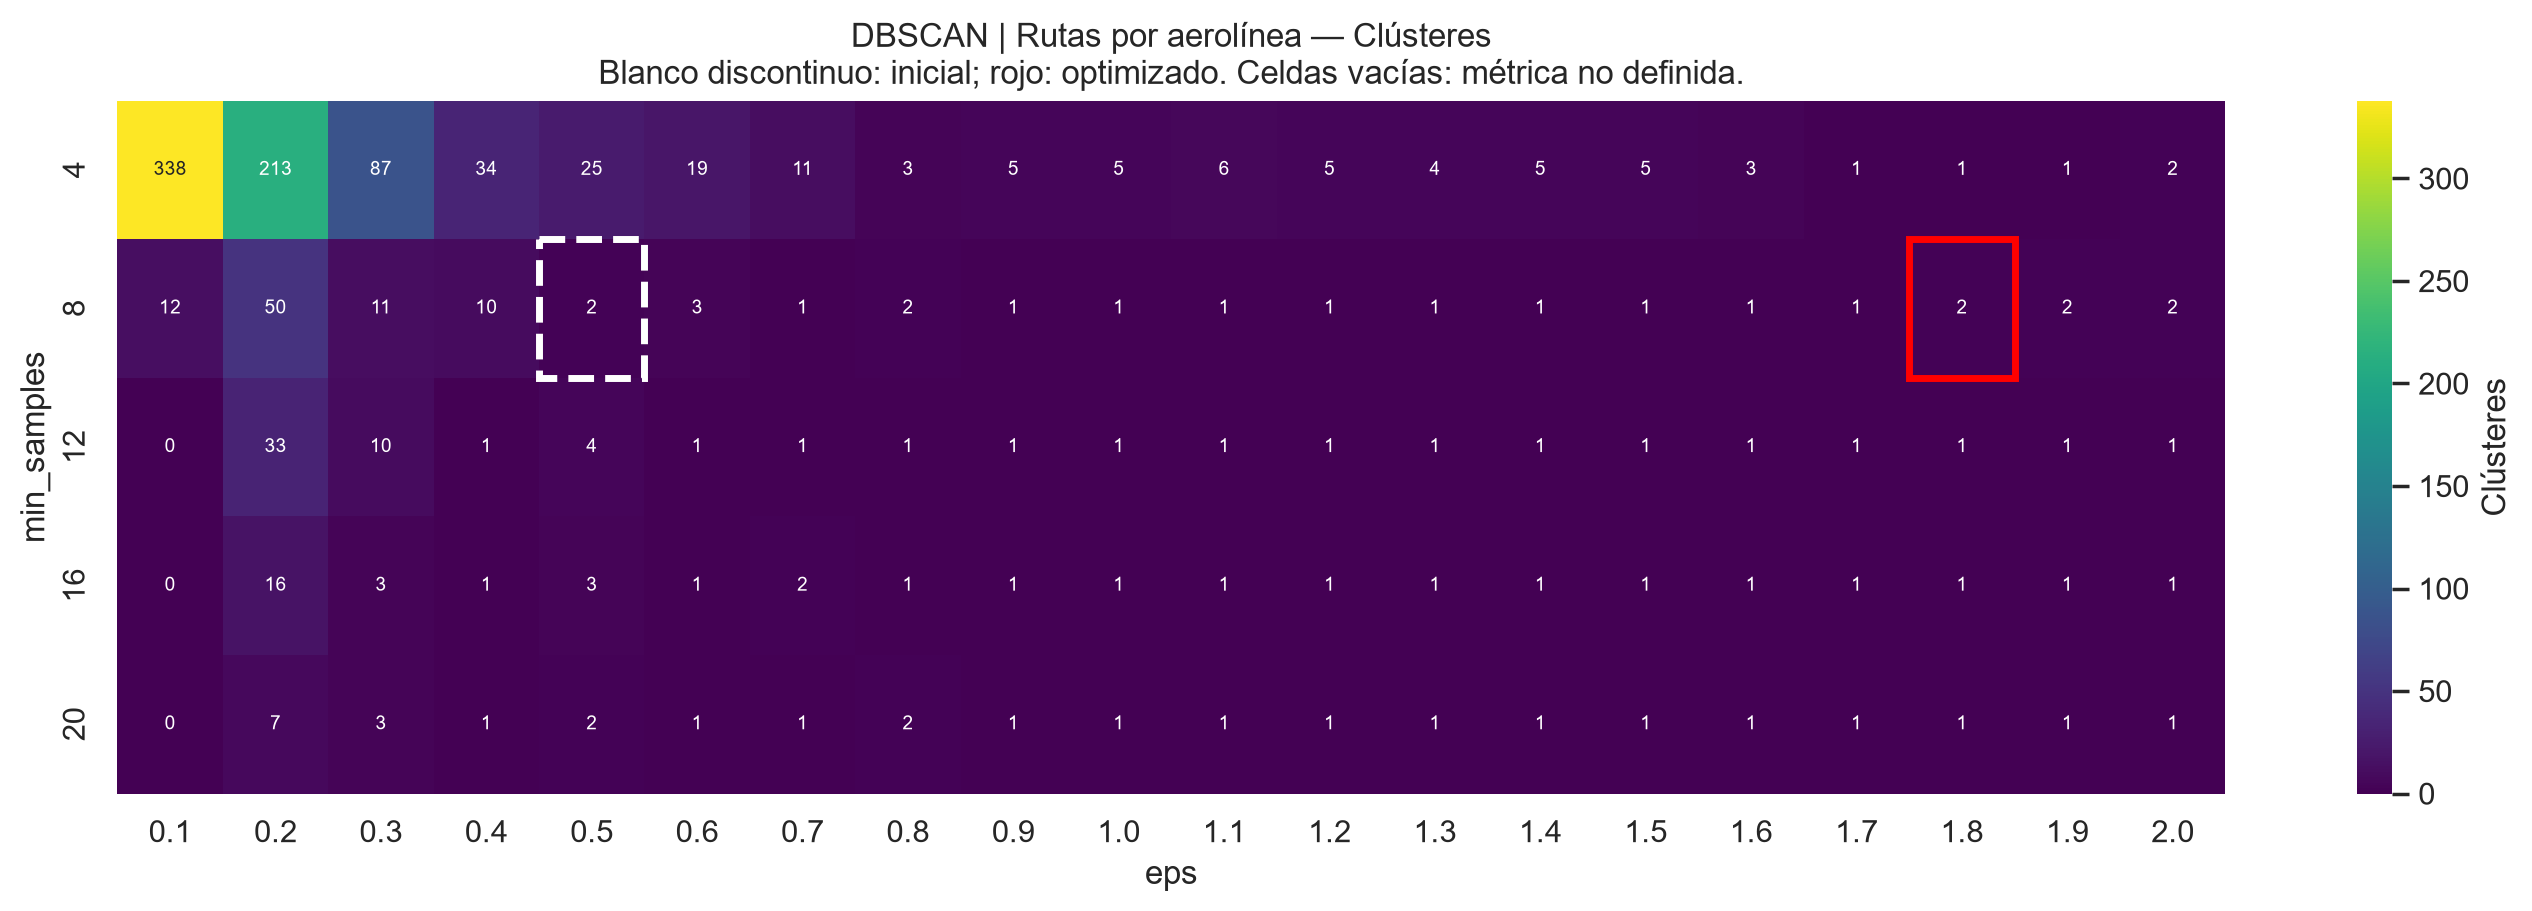 DBSCAN | Rutas por aerolínea — Clústeres
Blanco discontinuo: inicial; rojo: optimizado. Celdas vacías: métrica no definida.
min_samples
4 338 213 87 34 25 19 11 3 5 5 6 5 4 5 5 3 1 1 1 2
8 12 50 11 10 2 3 1 2 1 1 1 1 1 1 1 1 1 2 2 2
12 0 33 10 1 4 1 1 1 1 1 1 1 1 1 1 1 1 1 1 1
16 0 16 3 1 3 1 2 1 1 1 1 1 1 1 1 1 1 1 1 1
20 0 7 3 1 2 1 1 2 1 1 1 1 1 1 1 1 1 1 1 1
0.1 0.2 0.3 0.4 0.5 0.6 0.7 0.8 0.9 1.0 1.1 1.2 1.3 1.4 1.5 1.6 1.7 1.8 1.9 2.0
eps
300
250
200
150
100
50
0
Clústeres